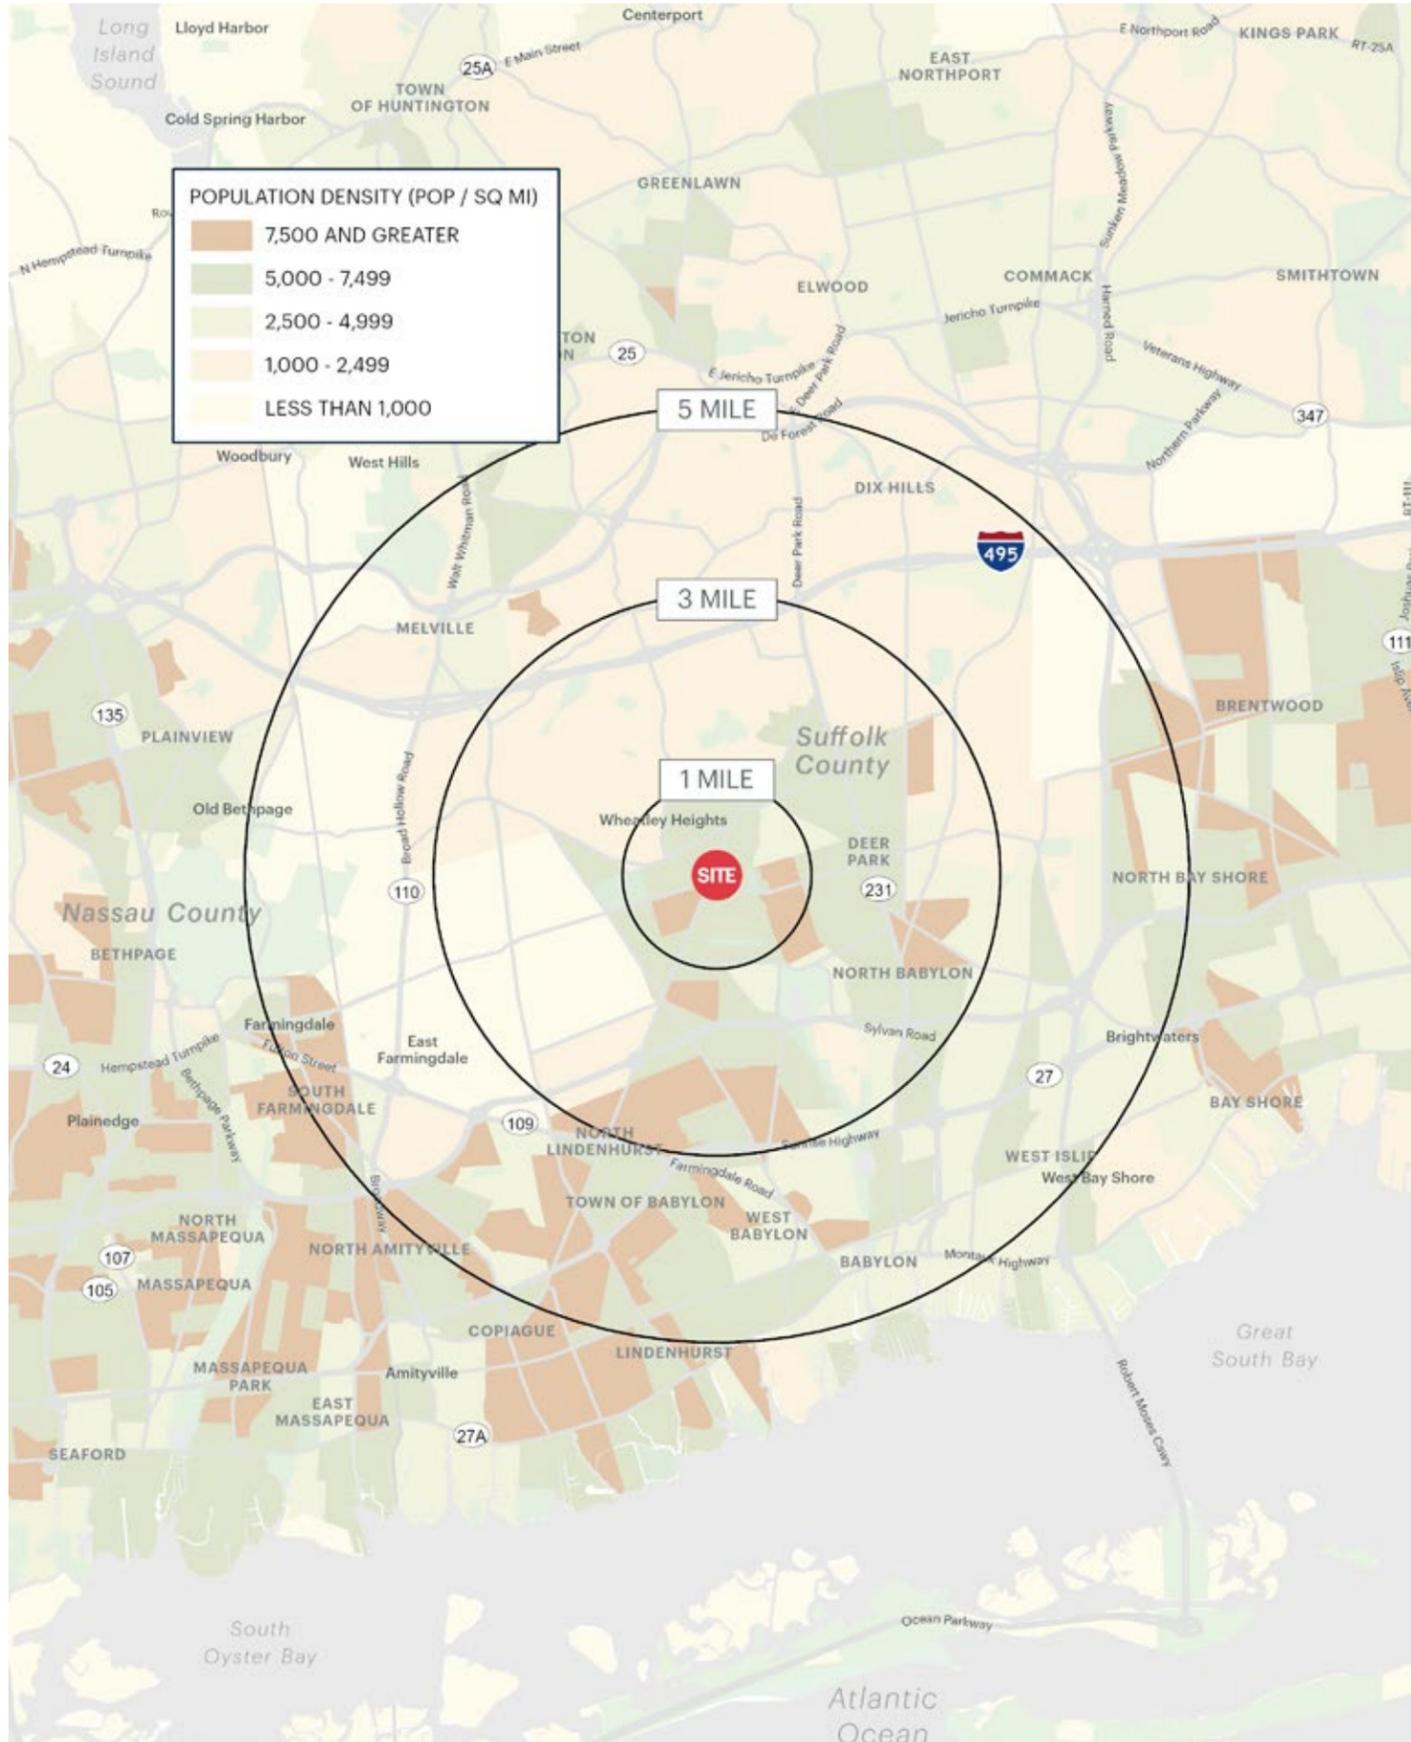 Long
Island
Sound
Lloyd Harbor
Centerport
E Northport Road
KINGS PARK
RT-25A
25A
E Main Street
EAST
NORTHPORT
TOWN
OF HUNTINGTON
Cold Spring Harbor
Sunken Meadow Parkway
GREENLAWN
POPULATION DENSITY (POP / SQ MI)
7,500 AND GREATER
5,000 - 7,499
2,500 - 4,999
1,000 - 2,499
LESS THAN 1,000
N Hempstead Turnpike
ELWOOD
COMMACK
SMITHTOWN
Jericho Turnpike
Harned Road
TON
N
25
E Jericho Turnpike
E Deer Park Road
Veterans Highway
5 MILE
De Forest Road
347
Northern Parkway
Woodbury
West Hills
Walt Whitman Road
DIX HILLS
RT-111
Deer Park Road
495
3 MILE
MELVILLE
111
135
PLAINVIEW
BRENTWOOD
Suffolk
County
1 MILE
Old Bethpage
Broad Hollow Road
Wheatley Heights
DEER
PARK
SITE
110
231
NORTH BAY SHORE
Nassau County
BETHPAGE
NORTH BABYLON
Farmingdale
Fulton Street
East
Farmingdale
Sylvan Road
Brightwaters
24
Hempstead Turnpike
Bethpage Parkway
27
SOUTH
FARMINGDALE
Plainedge
109
BAY SHORE
NORTH
LINDENHURST
Sunrise Highway
WEST ISLIP
West Bay Shore
Farmingdale Road
Broadway
TOWN OF BABYLON
WEST
BABYLON
NORTH
MASSAPEQUA
107
NORTH AMITYVILLE
BABYLON
Montauk Highway
105
MASSAPEQUA
COPIAGUE
LINDENHURST
Great
South Bay
MASSAPEQUA
PARK
Amityville
Robert Moses Cswy
EAST
MASSAPEQUA
27A
SEAFORD
South
Oyster Bay
Ocean Parkway
Atlantic
Ocean